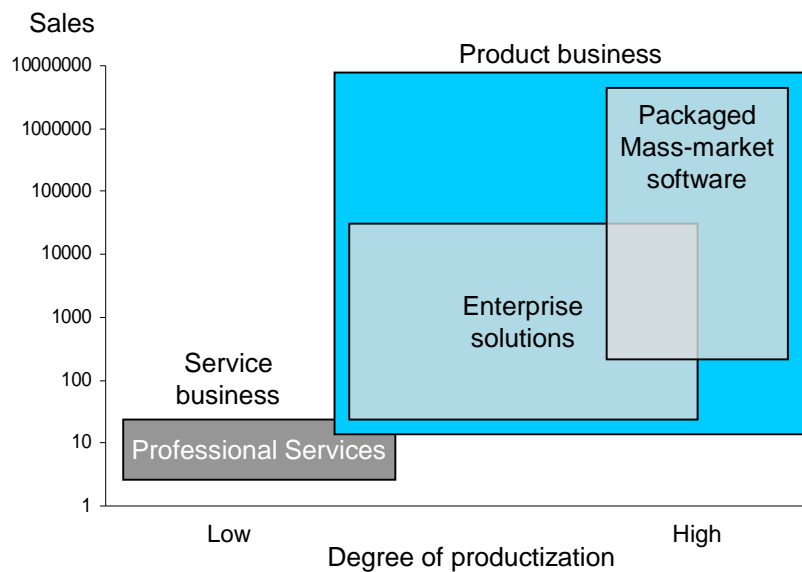 Sales
Product business
10000000
1000000
100000
10000
1000
100
10
1
Packaged
Mass-market
software
Enterprise
solutions
Service
business
Professional Services
Low
High
Degree of productization